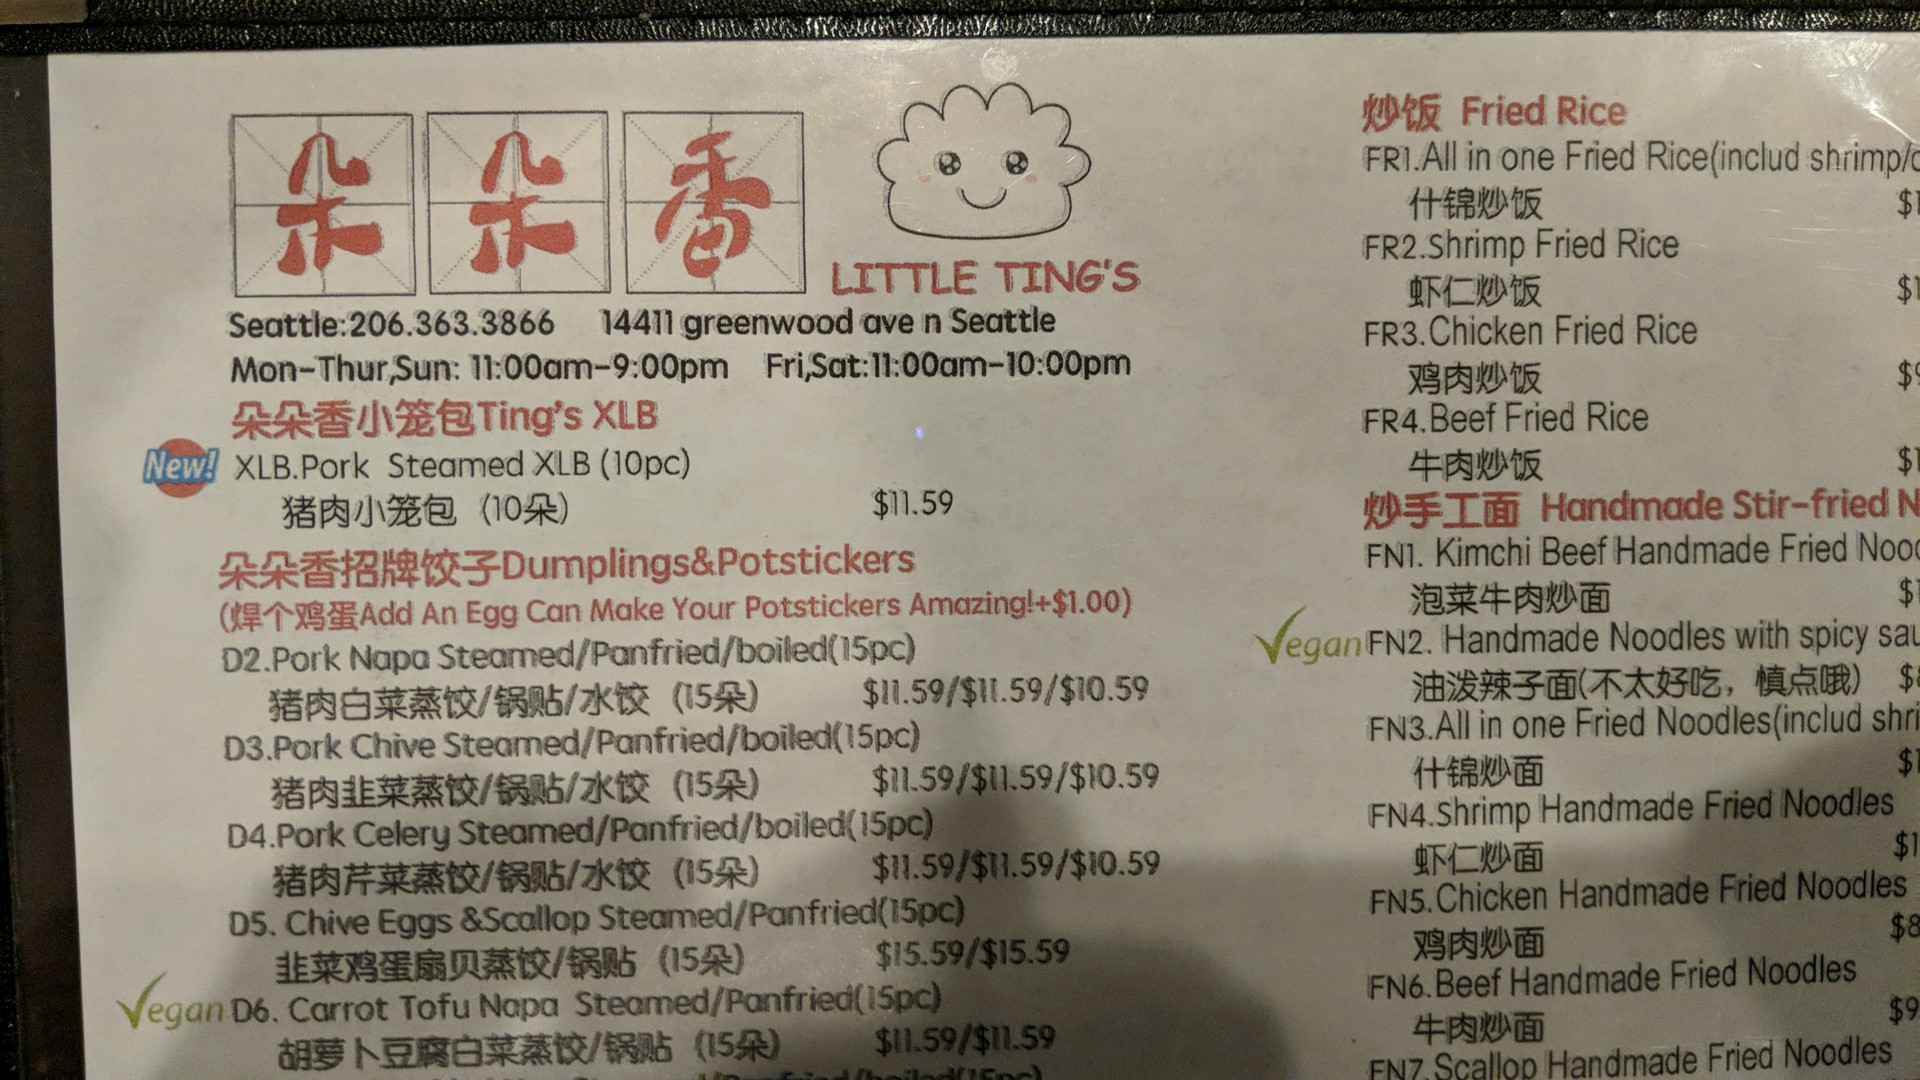 朵朵香
LITTLE TING'S
Seattle:206.363.3866 14411 greenwood ave n Seattle
Mon-Thur,Sun: 11:00am-9:00pm Fri,Sat:11:00am-10:00pm
朵朵香小笼包Ting's XLB
New! XLB.Pork Steamed XLB (10pc)
猪肉小笼包 (10朵) $11.59
朵朵香招牌饺子Dumplings&Potstickers
(焊个鸡蛋Add An Egg Can Make Your Potstickers Amazing!+$1.00)
D2.Pork Napa Steamed/Panfried/boiled(15pc)
猪肉白菜蒸饺/锅贴/水饺 (15朵) $11.59/$11.59/$10.59
D3.Pork Chive Steamed/Panfried/boiled(15pc)
猪肉韭菜蒸饺/锅贴/水饺 (15朵) $11.59/$11.59/$10.59
D4.Pork Celery Steamed/Panfried/boiled(15pc)
猪肉芹菜蒸饺/锅贴/水饺 (15朵) $11.59/$11.59/$10.59
D5. Chive Eggs &Scallop Steamed/Panfried(15pc)
韭菜鸡蛋扇贝蒸饺/锅贴 (15朵) $15.59/$15.59
Vegan D6. Carrot Tofu Napa Steamed/Panfried(15pc)
胡萝卜豆腐白菜蒸饺/锅贴 (15朵) $11.59/$11.59
炒饭 Fried Rice
FR1.All in one Fried Rice(includ shrimp/
什锦炒饭
FR2.Shrimp Fried Rice
虾仁炒饭
FR3.Chicken Fried Rice
鸡肉炒饭
FR4.Beef Fried Rice
牛肉炒饭
炒手工面 Handmade Stir-fried
FN1. Kimchi Beef Handmade Fried
泡菜牛肉炒面
Vegan FN2. Handmade Noodles with spicy
油泼辣子面(不太好吃，慎点哦)
FN3.All in one Fried Noodles(includ
什锦炒面
FN4.Shrimp Handmade Fried Noodles
虾仁炒面
FN5.Chicken Handmade Fried Noodles
鸡肉炒面
FN6.Beef Handmade Fried Noodles
牛肉炒面
FN7.Scallop Handmade Fried Noodles